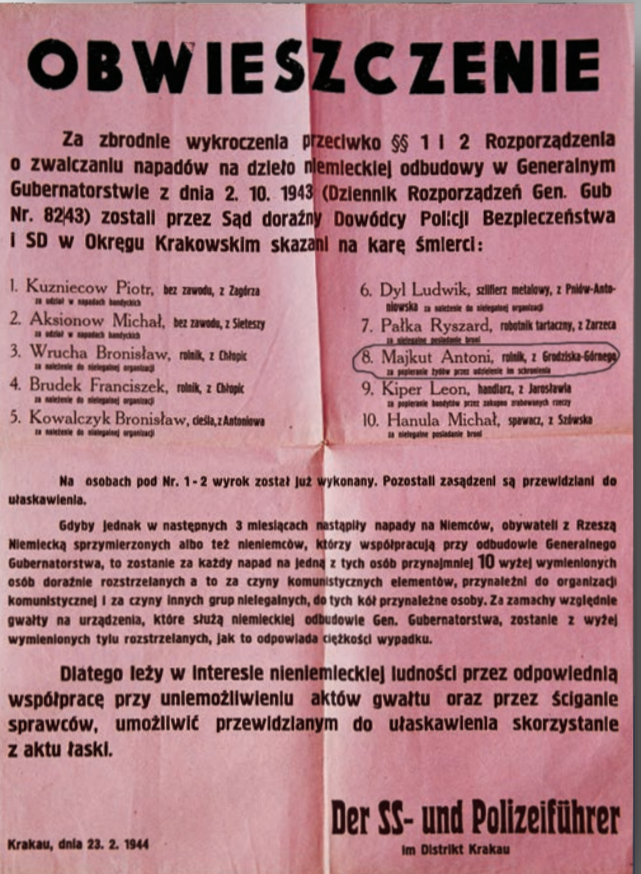 OBWIESZCZENIE
Za zbrodnie wykroczenia przeciwko §§ 1 i 2 Rozporządzenia
o zwalczaniu napadów na dzieło niemieckiej odbudowy w Generalnym
Gubernatorstwie z dnia 2. 10. 1943 (Dziennik Rozporządzeń Gen. Gub
Nr. 82|43) zostali przez Sąd doraźny Dowódcy Policji Bezpieczeństwa
i SD w Okręgu Krakowskim skazani na karę śmierci:
1. Kuzniecow Piotr, bez zawodu, z Zagórza
za udział w napadach bandyckich
2. Aksionow Michał, bez zawodu, z Sieteszy
za udział w napadach bandyckich
3. Wrucha Bronisław, rolnik, z Chłopic
za należenie do nielegalnej organizacji
4. Brudek Franciszek, rolnik, z Chłopic
za należenie do nielegalnej organizacji
5. Kowalczyk Bronisław, cieśla, z Antoniowa
za należenie do nielegalnej organizacji
6. Dyl Ludwik, szlifierz metalowy, z Pniów-Anto-
niowska za należenie do nielegalnej organizacji
7. Pałka Ryszard, robotnik tartaczny, z Zarzecza
za nielegalne posiadanie broni
8. Majkut Antoni, rolnik, z Grodziska-Górnego
za popieranie żydów przez udzielenie im schronienia
9. Kiper Leon, handlarz, z Jarosławia
za popieranie bandytów przez zakupno zrabowanych rzeczy
10. Hanula Michał, spawacz, z Szówska
za nielegalne posiadanie broni
Na osobach pod Nr. 1-2 wyrok został już wykonany. Pozostali zasądzeni są przewidziani do
ułaskawienia.
Gdyby jednak w następnych 3 miesiącach nastąpiły napady na Niemców, obywateli z Rzeszą
Niemiecką sprzymierzonych albo też nieniemców, którzy współpracują przy odbudowie Generalnego
Gubernatorstwa, to zostanie za każdy napad na jedną z tych osób przynajmniej 10 wyżej wymienionych
osób doraźnie rozstrzelanych a to za czyny komunistycznych elementów, przynależni do organizacji
komunistycznej i za czyny innych grup nielegalnych, do tych kół przynależne osoby. Za zamachy względnie
gwałty na urządzenia, które służą niemieckiej odbudowie Gen. Gubernatorstwa, zostanie z wyżej
wymienionych tylu rozstrzelanych, jak to odpowiada ciężkości wypadku.
Dlatego leży w interesie nieniemieckiej ludności przez odpowiednią
współpracę przy uniemożliwieniu aktów gwałtu oraz przez ściganie
sprawców, umożliwić przewidzianym do ułaskawienia skorzystanie
z aktu łaski.
Der SS- und Polizeiführer
im Distrikt Krakau
Krakau, dnia 23. 2. 1944